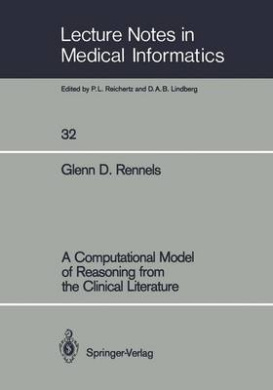 Lecture Notes in
Medical Informatics
Edited by P.L. Reichertz and D.A.B. Lindberg
32
Glenn D. Rennels
A Computational Model
of Reasoning from
the Clinical Literature
Springer-Verlag